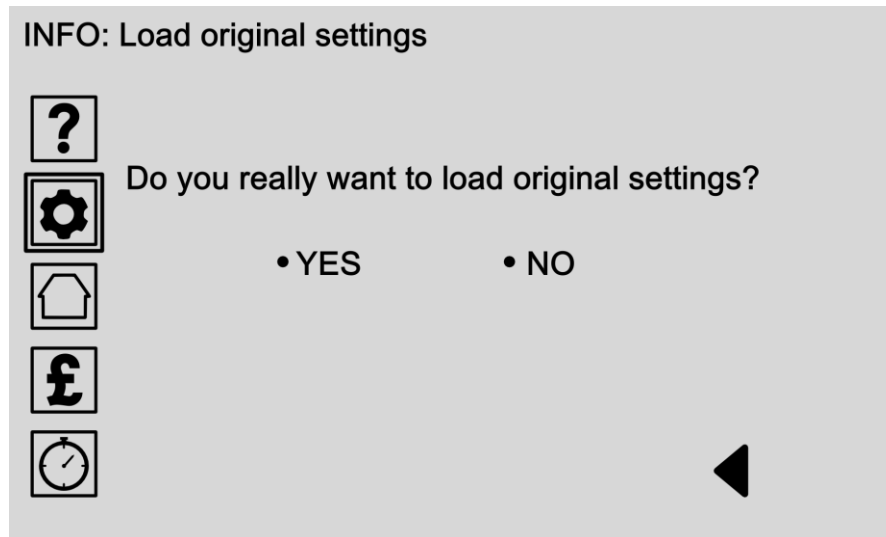 INFO: Load original settings
?
Do you really want to load original settings?
• YES • NO
£